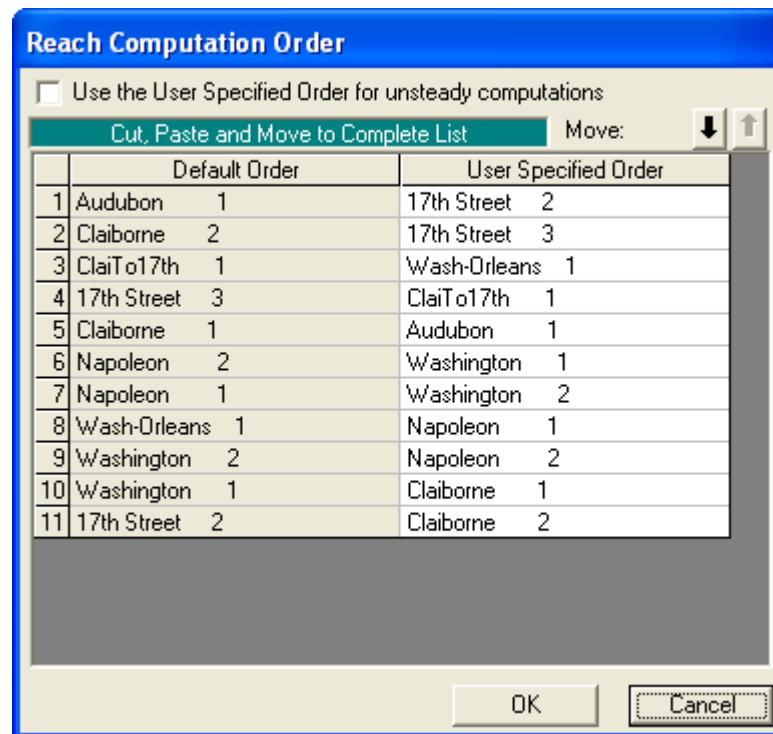 Reach Computation Order
Use the User Specified Order for unsteady computations
Cut, Paste and Move to Complete List Move:
Default Order User Specified Order
1 Audubon 1 17th Street 2
2 Claiborne 2 17th Street 3
3 ClaiTo17th 1 Wash-Orleans 1
4 17th Street 3 ClaiTo17th 1
5 Claiborne 1 Audubon 1
6 Napoleon 2 Washington 1
7 Napoleon 1 Washington 2
8 Wash-Orleans 1 Napoleon 1
9 Washington 2 Napoleon 2
10 Washington 1 Claiborne 1
11 17th Street 2 Claiborne 2
OK Cancel